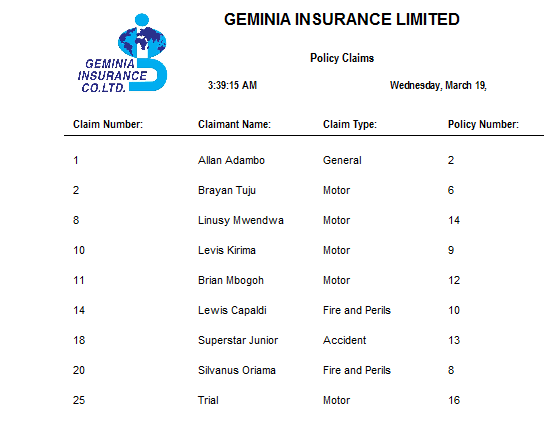 GEMINIA INSURANCE LIMITED
GEMINIA
INSURANCE
CO.LTD.
Policy Claims
3:39:15 AM Wednesday, March 19,
Claim Number: Claimant Name: Claim Type: Policy Number:
1 Allan Adambo General 2
2 Brayan Tuju Motor 6
8 Linusy Mwendwa Motor 14
10 Levis Kirima Motor 9
11 Brian Mbogoh Motor 12
14 Lewis Capaldi Fire and Perils 10
18 Superstar Junior Accident 13
20 Silvanus Oriama Fire and Perils 8
25 Trial Motor 16